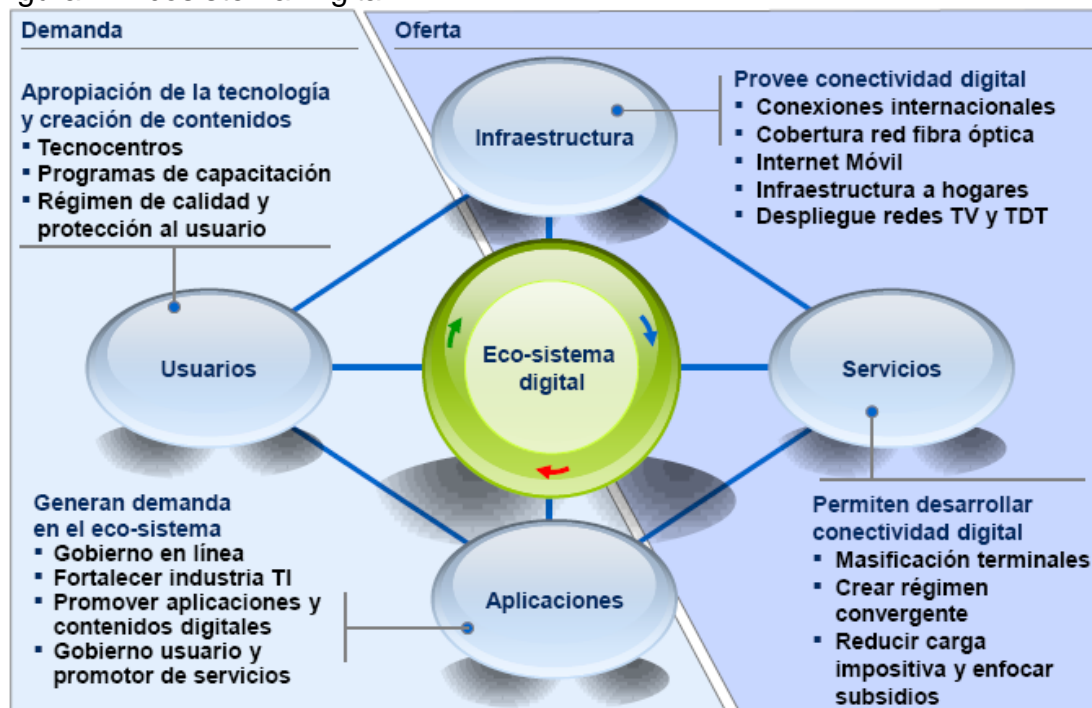 Demanda
Oferta
Apropiación de la tecnología
y creación de contenidos
▪ Tecnocentros
▪ Programas de capacitación
▪ Régimen de calidad y
protección al usuario
Infraestructura
Provee conectividad digital
▪ Conexiones internacionales
▪ Cobertura red fibra óptica
▪ Internet Móvil
▪ Infraestructura a hogares
▪ Despliegue redes TV y TDT
Usuarios
Eco-sistema
digital
Servicios
Generan demanda
en el eco-sistema
▪ Gobierno en línea
▪ Fortalecer industria TI
▪ Promover aplicaciones y
contenidos digitales
▪ Gobierno usuario y
promotor de servicios
Aplicaciones
Permiten desarrollar
conectividad digital
▪ Masificación terminales
▪ Crear régimen
convergente
▪ Reducir carga
impositiva y enfocar
subsidios